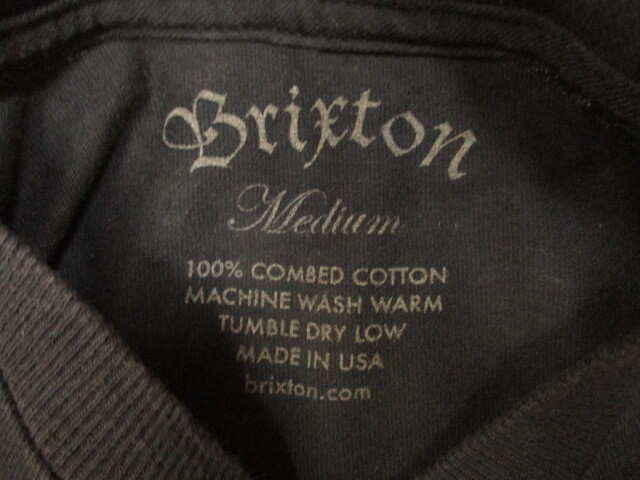 Brixton
Medium
100% COMBED COTTON
MACHINE WASH WARM
TUMBLE DRY LOW
MADE IN USA
brixton.com